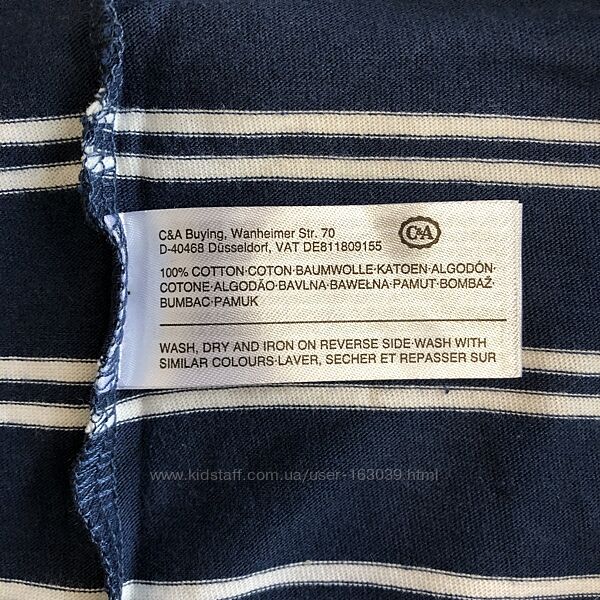 C&A Buying, Wanheimer Str. 70
D-40468 Düsseldorf, VAT DE811809155
C&A
100% COTTON·COTON·BAUMWOLLE·KATOEN·ALGODÓN·
COTONE·ALGODÃO·BAVLNA·BAWEŁNA·PAMUT·BOMBAŽ·
BUMBAC·PAMUK
WASH, DRY AND IRON ON REVERSE SIDE·WASH WITH
SIMILAR COLOURS·LAVER, SECHER ET REPASSER SUR
www.kidstaff.com.ua/user-163039.html